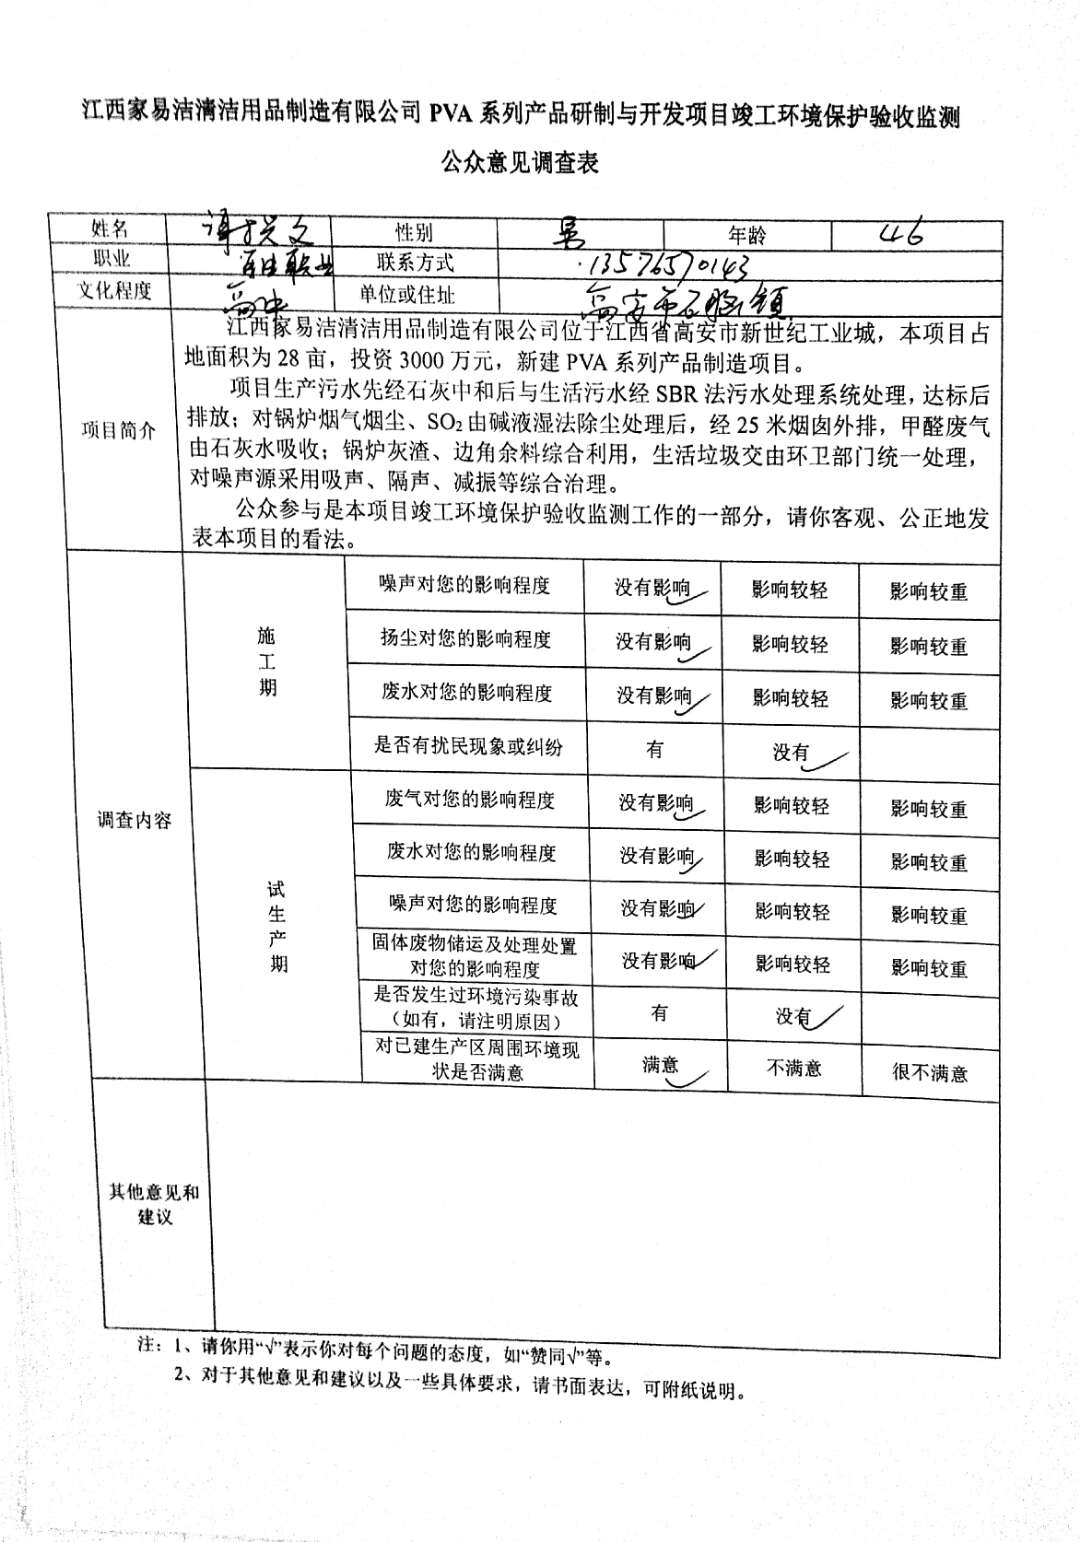 江西家易洁清洁用品制造有限公司 PVA 系列产品研制与开发项目竣工环境保护验收监测
公众意见调查表
姓名 文 性别 男 年龄 46
职业 自由职业 联系方式 13576570143
文化程度 高中 单位或住址 高安市石脑镇
江西家易洁清洁用品制造有限公司位于江西省高安市新世纪工业城，本项目占
地面积为 28 亩，投资 3000 万元，新建 PVA 系列产品制造项目。
项目生产污水先经石灰中和后与生活污水经 SBR 法污水处理系统处理，达标后
排放；对锅炉烟气烟尘、SO₂由碱液湿法除尘处理后，经 25 米烟囱外排，甲醛废气
项目简介
由石灰水吸收；锅炉灰渣、边角余料综合利用，生活垃圾交由环卫部门统一处理，
对噪声源采用吸声、隔声、减振等综合治理。
公众参与是本项目竣工环境保护验收监测工作的一部分，请你客观、公正地发
表本项目的看法。
调查内容
施
工
期
噪声对您的影响程度 没有影响 ✓ 影响较轻 影响较重
扬尘对您的影响程度 没有影响 ✓ 影响较轻 影响较重
废水对您的影响程度 没有影响 ✓ 影响较轻 影响较重
是否有扰民现象或纠纷 有 没有 ✓
试
生
产
期
废气对您的影响程度 没有影响 ✓ 影响较轻 影响较重
废水对您的影响程度 没有影响 ✓ 影响较轻 影响较重
噪声对您的影响程度 没有影响 ✓ 影响较轻 影响较重
固体废物储运及处理处置
对您的影响程度 没有影响 ✓ 影响较轻 影响较重
是否发生过环境污染事故
（如有，请注明原因） 有 没有 ✓
对已建生产区周围环境现
状是否满意 满意 ✓ 不满意 很不满意
其他意见和
建议
注：1、请你用“√”表示你对每个问题的态度，如“赞同√”等。
2、对于其他意见和建议以及一些具体要求，请书面表达，可附纸说明。